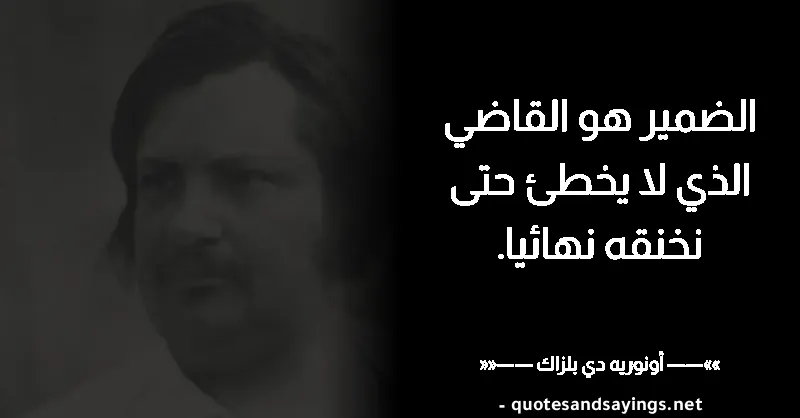 الضمير هو القاضي
الذي لا يخطئ حتى
نخنقه نهائيا.
»»—— أونوريه دي بلزاك ——««
- quotesandsayings.net